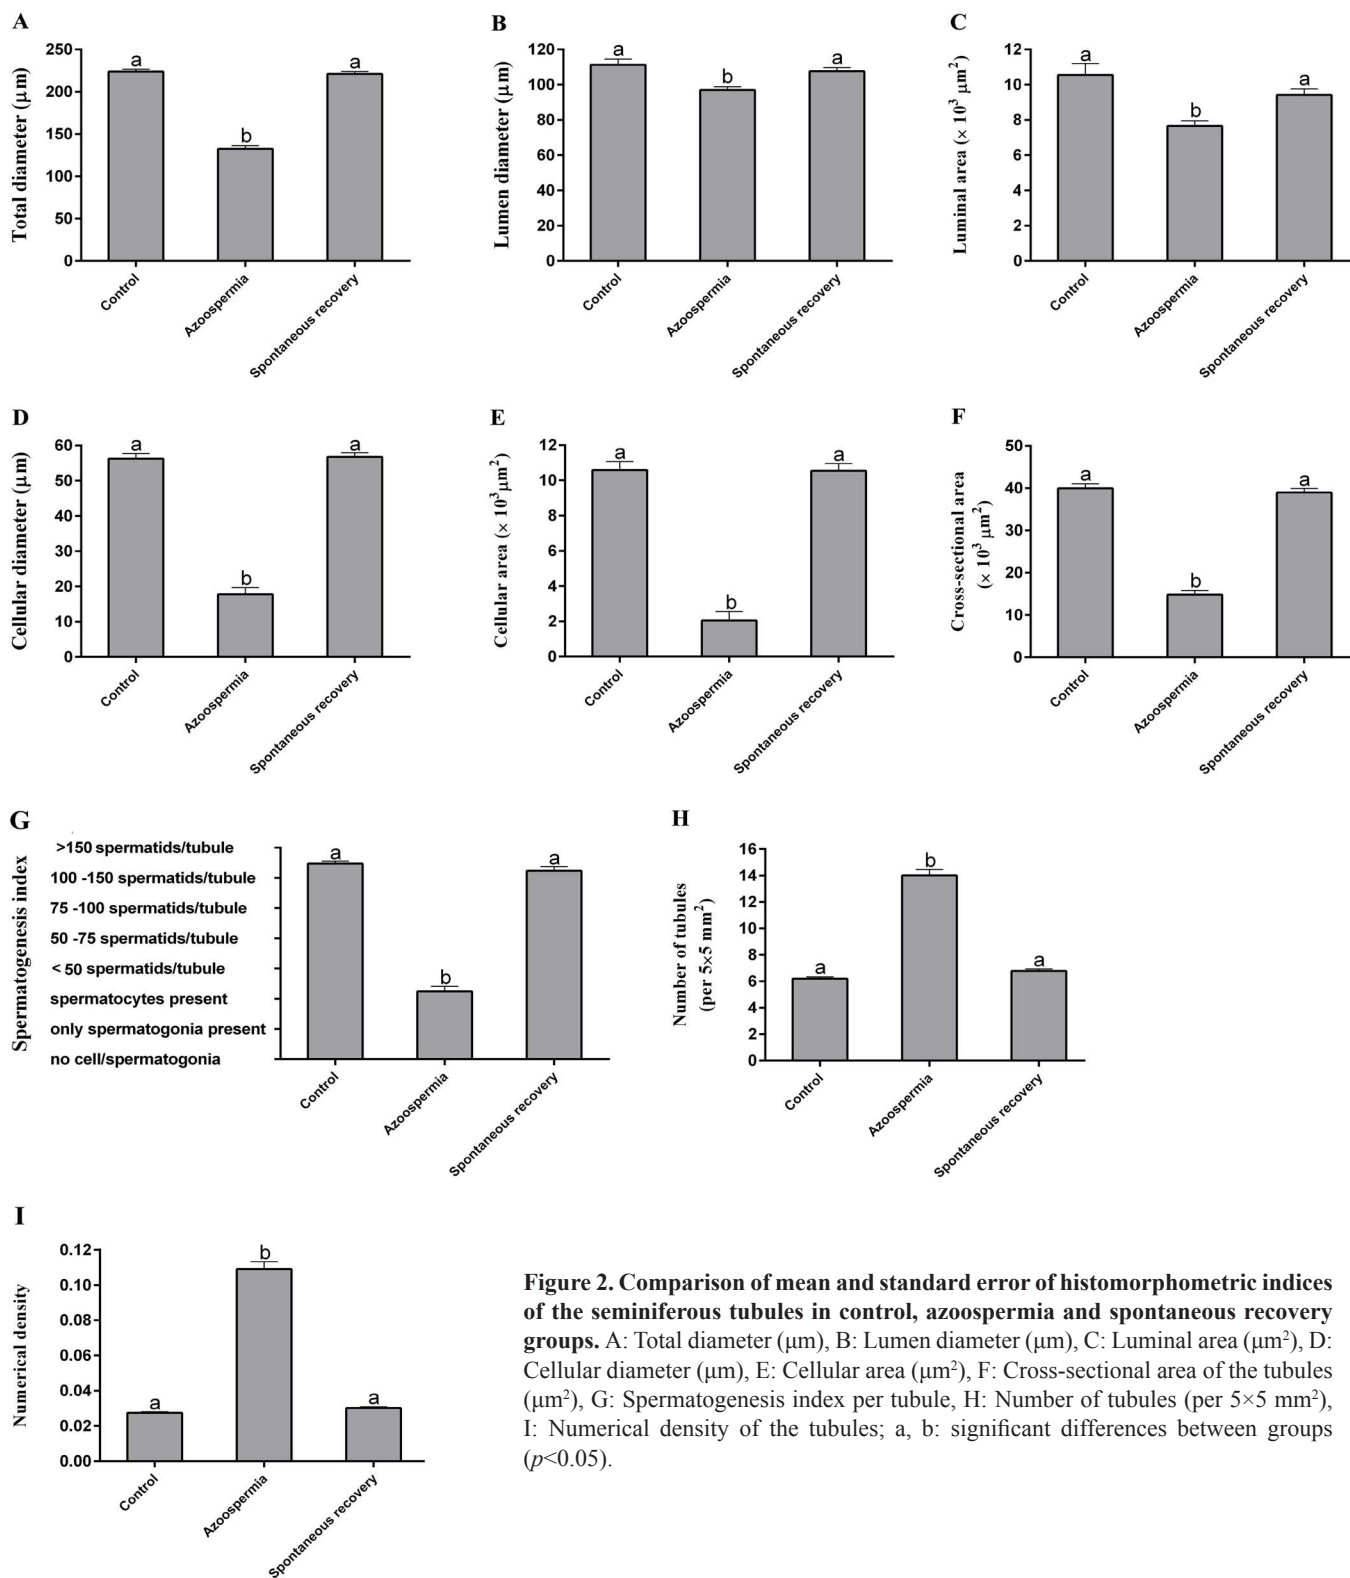 A
Total diameter (μm)
250
200
150
100
50
0
a
b
a
Control
Azoospermia
Spontaneous recovery
B
Lumen diameter (μm)
120
100
80
60
40
20
0
a
b
a
Control
Azoospermia
Spontaneous recovery
C
Luminal area (× 10³ μm²)
12
10
8
6
4
2
0
a
b
a
Control
Azoospermia
Spontaneous recovery
D
Cellular diameter (μm)
60
50
40
30
20
10
0
a
b
a
Control
Azoospermia
Spontaneous recovery
E
Cellular area (× 10³μm²)
12
10
8
6
4
2
0
a
b
a
Control
Azoospermia
Spontaneous recovery
F
Cross-sectional area
(× 10³ μm²)
50
40
30
20
10
0
a
b
a
Control
Azoospermia
Spontaneous recovery
G
Spermatogenesis index
>150 spermatids/tubule
100 -150 spermatids/tubule
75 -100 spermatids/tubule
50 -75 spermatids/tubule
< 50 spermatids/tubule
spermatocytes present
only spermatogonia present
no cell/spermatogonia
a
b
a
Control
Azoospermia
Spontaneous recovery
H
Number of tubules
(per 5×5 mm²)
16
14
12
10
8
6
4
2
0
a
b
a
Control
Azoospermia
Spontaneous recovery
I
Numerical density
0.12
0.10
0.08
0.06
0.04
0.02
0.00
a
b
a
Control
Azoospermia
Spontaneous recovery
Figure 2. Comparison of mean and standard error of histomorphometric indices
of the seminiferous tubules in control, azoospermia and spontaneous recovery
groups. A: Total diameter (μm), B: Lumen diameter (μm), C: Luminal area (μm²), D:
Cellular diameter (μm), E: Cellular area (μm²), F: Cross-sectional area of the tubules
(μm²), G: Spermatogenesis index per tubule, H: Number of tubules (per 5×5 mm²),
I: Numerical density of the tubules; a, b: significant differences between groups
(p<0.05).